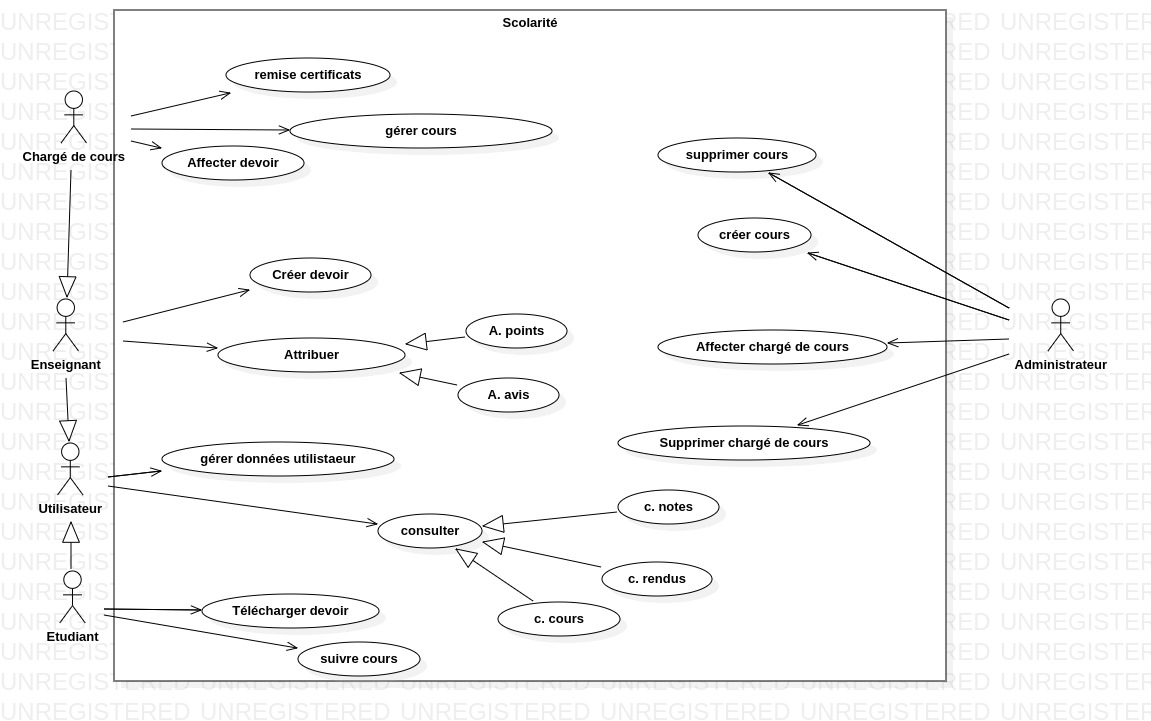 Scolarité
remise certificats
Chargé de cours
gérer cours
Affecter devoir
supprimer cours
créer cours
Créer devoir
Enseignant
Attribuer
A. points
A. avis
Affecter chargé de cours
Administrateur
Supprimer chargé de cours
gérer données utilistaeur
Utilisateur
consulter
c. notes
c. rendus
c. cours
Etudiant
Télécharger devoir
suivre cours
UNREGISTERED UNREGISTERED UNREGISTERED UNREGISTERED UNREGISTERED UNREGISTERED